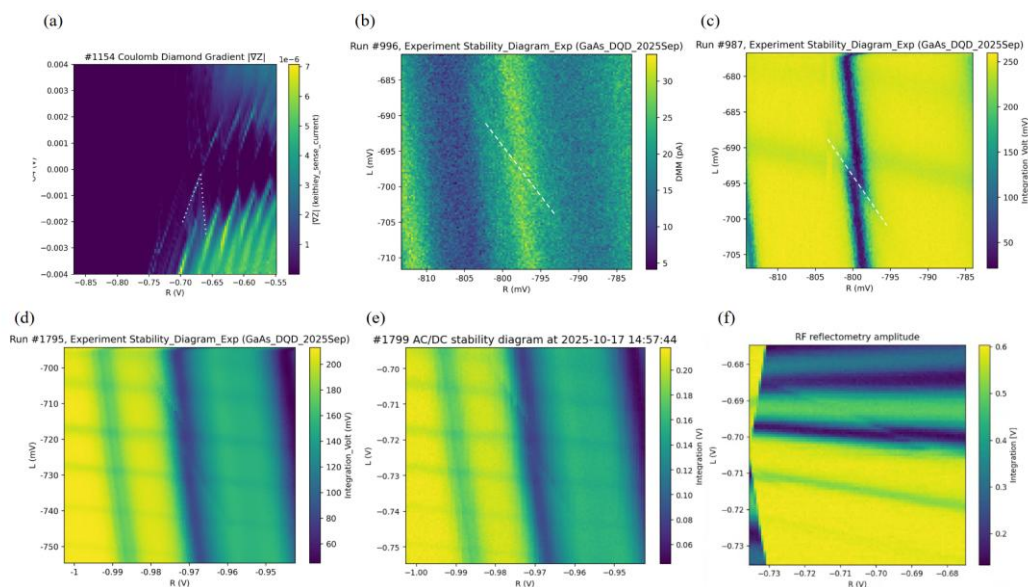 (a)
#1154 Coulomb Diamond Gradient |∇Z|
1e−6
0.004
0.003
0.002
0.001
0.000
−0.001
−0.002
−0.003
−0.004
−0.85 −0.80 −0.75 −0.70 −0.65 −0.60 −0.55
R (V)
7
6
5
4
3
2
1
|∇Z| (keithley_sense_current)
(b)
Run #996, Experiment Stability_Diagram_Exp (GaAs_DQD_2025Sep)
L (mV)
−685
−690
−695
−700
−705
−710
−810 −805 −800 −795 −790 −785
R (mV)
30
25
20
15
10
5
DMM (pA)
(c)
Run #987, Experiment Stability_Diagram_Exp (GaAs_DQD_2025Sep)
L (mV)
−680
−685
−690
−695
−700
−705
−810 −805 −800 −795 −790 −785
R (mV)
250
200
150
100
50
Integration Volt (mV)
(d)
Run #1795, Experiment Stability_Diagram_Exp (GaAs_DQD_2025Sep)
L (mV)
−700
−710
−720
−730
−740
−750
−1 −0.99 −0.98 −0.97 −0.96 −0.95
R (V)
200
180
160
140
120
100
80
60
Integration_Volt (mV)
(e)
#1799 AC/DC stability diagram at 2025-10-17 14:57:44
L (V)
−0.70
−0.71
−0.72
−0.73
−0.74
−0.75
−1.00 −0.99 −0.98 −0.97 −0.96 −0.95
R (V)
0.20
0.18
0.16
0.14
0.12
0.10
0.08
0.06
Integration (V)
(f)
RF reflectometry amplitude
L (V)
−0.68
−0.69
−0.70
−0.71
−0.72
−0.73
−0.73 −0.72 −0.71 −0.70 −0.69 −0.68
R (V)
0.6
0.5
0.4
0.3
0.2
Integration [V]